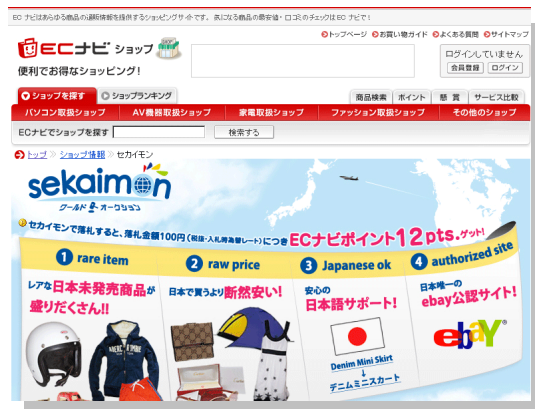 EC ナビはあらゆる商品の通販情報を提供するショッピングサイトです。気になる商品の最安値・口コミのチェックはEC ナビで!
トップページ お買い物ガイド よくある質問 サイトマップ
ECナビ ショップ
便利でお得なショッピング!
ログインしていません
会員登録 ログイン
ショップを探す ショップランキング
商品検索 ポイント 懸賞 サービス比較
パソコン取扱ショップ AV機器取扱ショップ 家電取扱ショップ ファッション取扱ショップ その他のショップ
ECナビでショップを探す 検索する
トップ » ショップ情報 » セカイモン
sekaimon
ワールド・オークション
セカイモンで落札すると、落札金額100円(税抜・入札時為替レート)につきECナビポイント12pts.ゲット!
1 rare item
レアな日本未発売商品が
盛りだくさん!!
2 raw price
日本で買うより断然安い!
3 Japanese ok
安心の
日本語サポート!
Denim Mini Skirt
↓
デニムミニスカート
4 authorized site
日本唯一の
ebay公認サイト!
ebaY